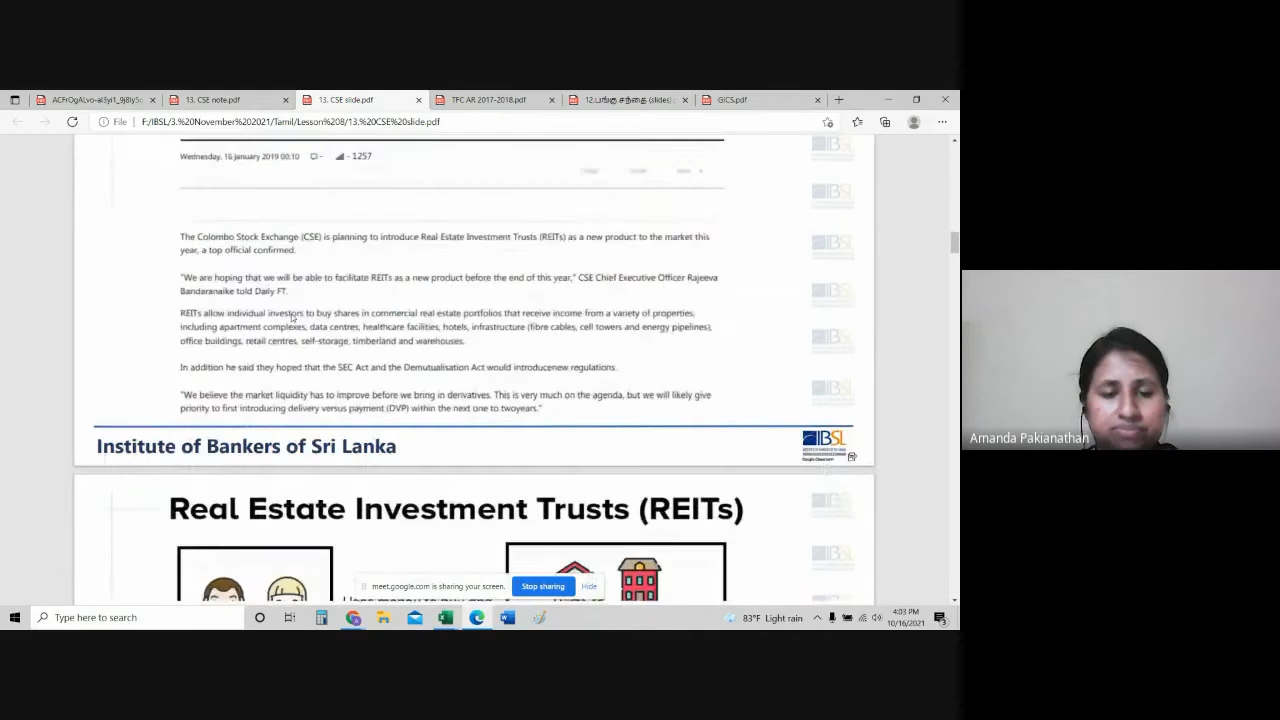 ACFrOgALvo-al3yi1_9j8ly5
13. CSE note.pdf
13. CSE slide.pdf
TFC AR 2017-2018.pdf
12.பங்கு சந்தை (slides)
GICS.pdf
File
F:/IBSL/3.%20November%202021/Tamil/Lesson%208/13.%20CSE%20slide.pdf
Wednesday, 16 January 2019 00:10
- 1257
The Colombo Stock Exchange (CSE) is planning to introduce Real Estate Investment Trusts (REITs) as a new product to the market this
year, a top official confirmed.
"We are hoping that we will be able to facilitate REITs as a new product before the end of this year," CSE Chief Executive Officer Rajeeva
Bandaranaike told Daily FT.
REITs allow individual investors to buy shares in commercial real estate portfolios that receive income from a variety of properties,
including apartment complexes, data centres, healthcare facilities, hotels, infrastructure (fibre cables, cell towers and energy pipelines),
office buildings, retail centres, self-storage, timberland and warehouses.
In addition he said they hoped that the SEC Act and the Demutualisation Act would introducenew regulations.
"We believe the market liquidity has to improve before we bring in derivatives. This is very much on the agenda, but we will likely give
priority to first introducing delivery versus payment (DVP) within the next one to twoyears."
Institute of Bankers of Sri Lanka
IBSL
Real Estate Investment Trusts (REITs)
meet.google.com is sharing your screen.
Stop sharing
Hide
Type here to search
83°F Light rain
4:03 PM
10/16/2021
3
Amanda Pakianathan